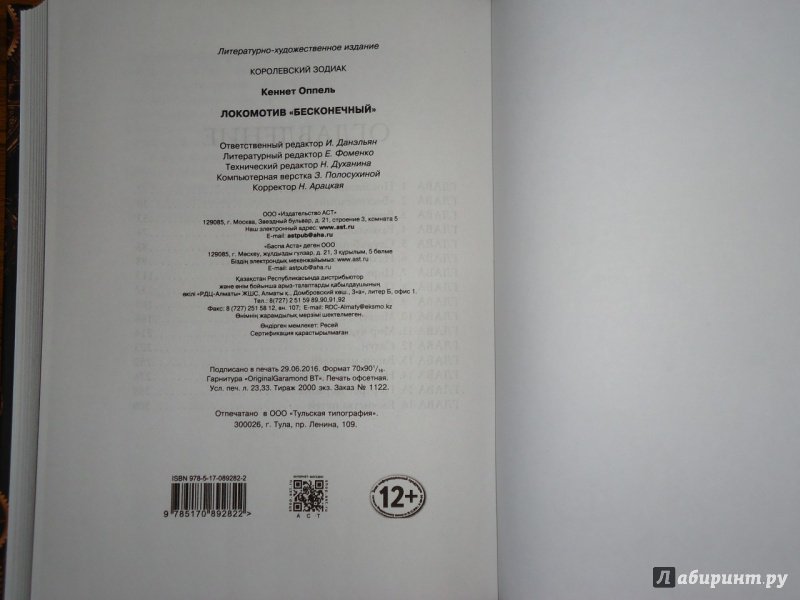 Литературно-художественное издание
КОРОЛЕВСКИЙ ЗОДИАК
Кеннет Оппель
ЛОКОМОТИВ «БЕСКОНЕЧНЫЙ»
Ответственный редактор И. Данэльян
Литературный редактор Е. Фоменко
Технический редактор Н. Духанина
Компьютерная верстка З. Полосухиной
Корректор Н. Арацкая
ООО «Издательство АСТ»
129085, г. Москва, Звездный бульвар, д. 21, строение 3, комната 5
Наш электронный адрес: www.ast.ru
E-mail: astpub@aha.ru
«Баспа Аста» деген ООО
129085, г. Мəскеу, жұлдызды гүлзар, д. 21, 3 құрылым, 5 бөлме
Біздің электрондық мекенжайымыз: www.ast.ru
E-mail: astpub@aha.ru
Қазақстан Республикасында дистрибьютор
және өнім бойынша арыз-талаптарды қабылдаушының
өкілі «РДЦ-Алматы» ЖШС, Алматы қ., Домбровский көш., 3«а», литер Б, офис 1.
Тел.: 8(727) 2 51 59 89,90,91,92
Факс: 8 (727) 251 58 12, вн. 107; E-mail: RDC-Almaty@eksmo.kz
Өнімнің жарамдылық мерзімі шектелмеген.
Өндірген мемлекет: Ресей
Сертификация қарастырылмаған
Подписано в печать 29.06.2016. Формат 70x90¹/₁₆.
Гарнитура «OriginalGaramond BT». Печать офсетная.
Усл. печ. л. 23,33. Тираж 2000 экз. Заказ № 1122.
Отпечатано в ООО «Тульская типография».
300026, г. Тула, пр. Ленина, 109.
ISBN 978-5-17-089282-2
9 785170 892822>
АСТ
12+
Лабиринт.ру